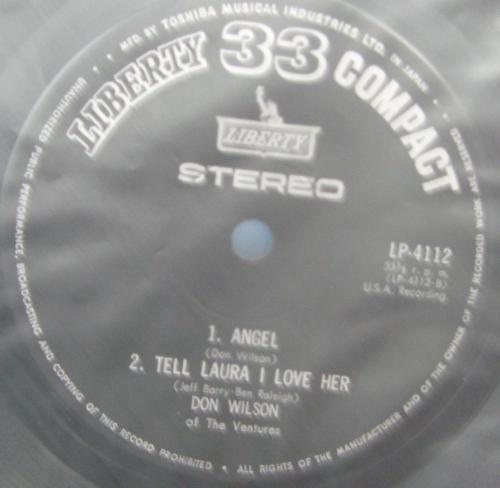 MFD. BY TOSHIBA MUSICAL INDUSTRIES LTD. IN JAPAN
LIBERTY 33 COMPACT
LIBERTY
STEREO
LP-4112
33⅓ r. p. m.
(LP-4112-B)
U.S.A. Recording
1. ANGEL
(Don Wilson)
2. TELL LAURA I LOVE HER
(Jeff Barry-Ben Raleigh)
DON WILSON
of The Ventures
ALL RIGHTS OF THE MANUFACTURER AND OF THE OWNER OF THE RECORDED WORK ARE RESERVED
UNAUTHORIZED PUBLIC PERFORMANCE, BROADCASTING AND COPYING OF THIS RECORD PROHIBITED